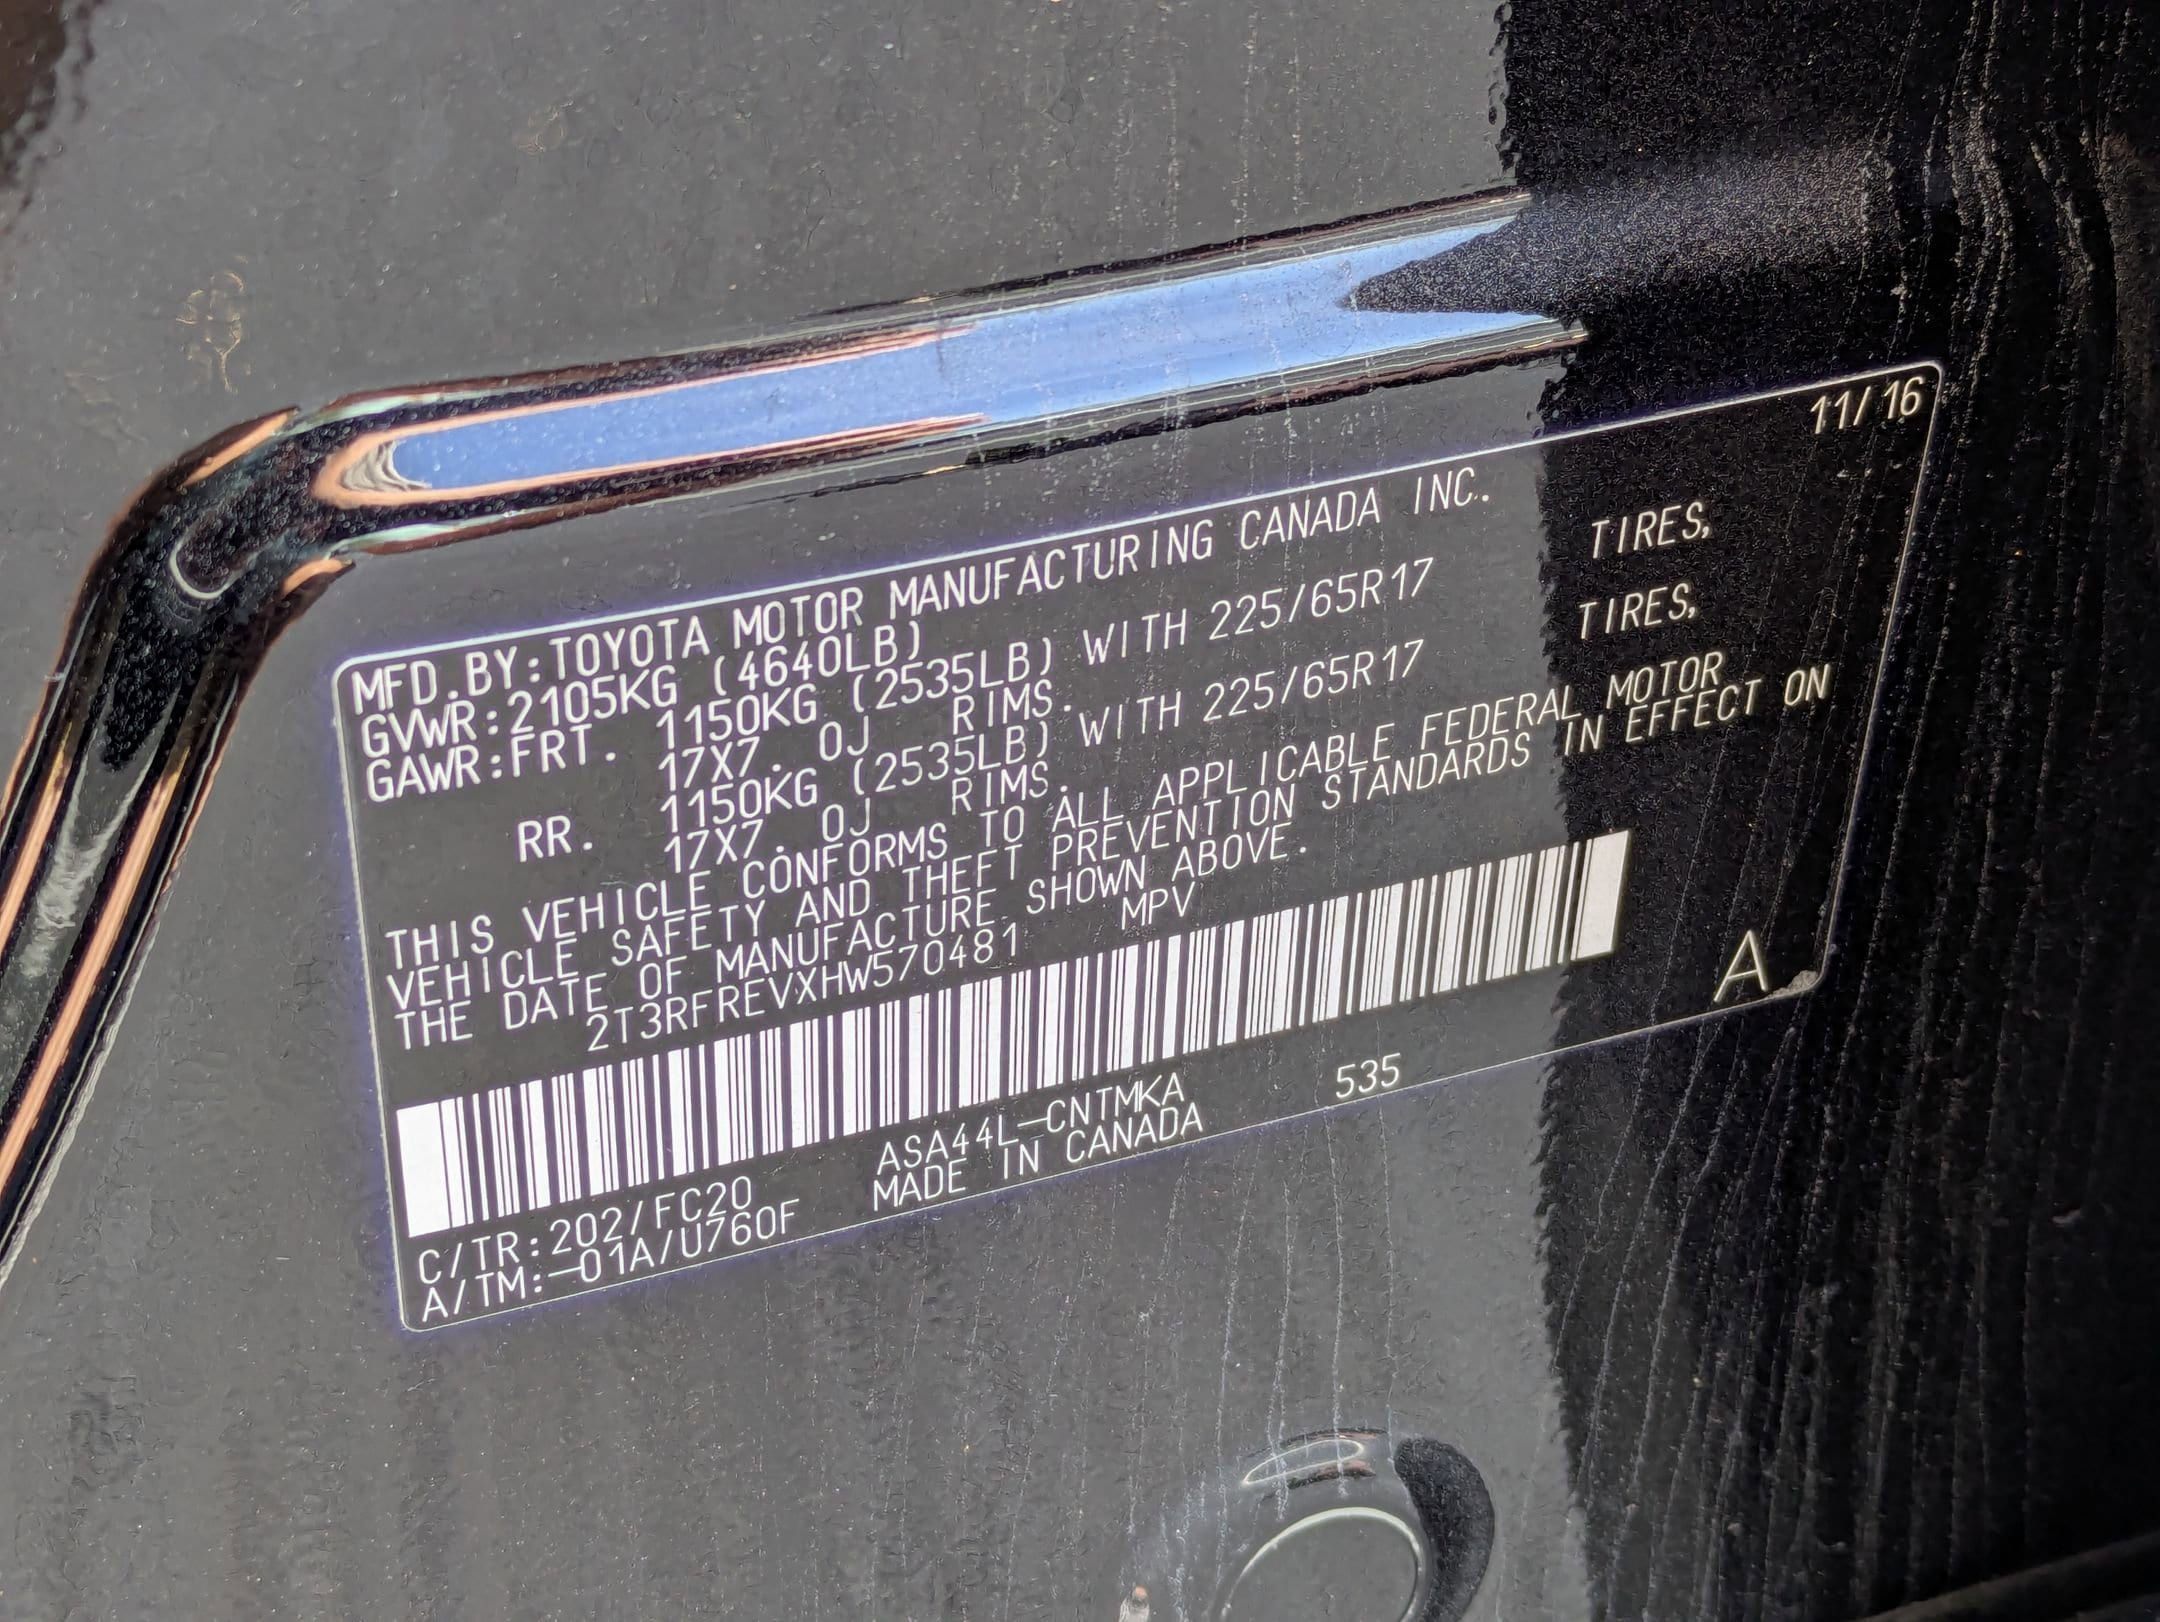 11/16
MFD.BY:TOYOTA MOTOR MANUFACTURING CANADA INC.
GVWR:2105KG (4640LB)
GAWR:FRT. 1150KG (2535LB) WITH 225/65R17 TIRES,
17X7.0J RIMS.
RR. 1150KG (2535LB) WITH 225/65R17 TIRES,
17X7.0J RIMS.
THIS VEHICLE CONFORMS TO ALL APPLICABLE FEDERAL MOTOR
VEHICLE SAFETY AND THEFT PREVENTION STANDARDS IN EFFECT ON
THE DATE OF MANUFACTURE SHOWN ABOVE.
2T3RFREVXHW570481 MPV
A
C/TR:202/FC20 ASA44L-CNTMKA 535
A/TM:-01A/U760F MADE IN CANADA